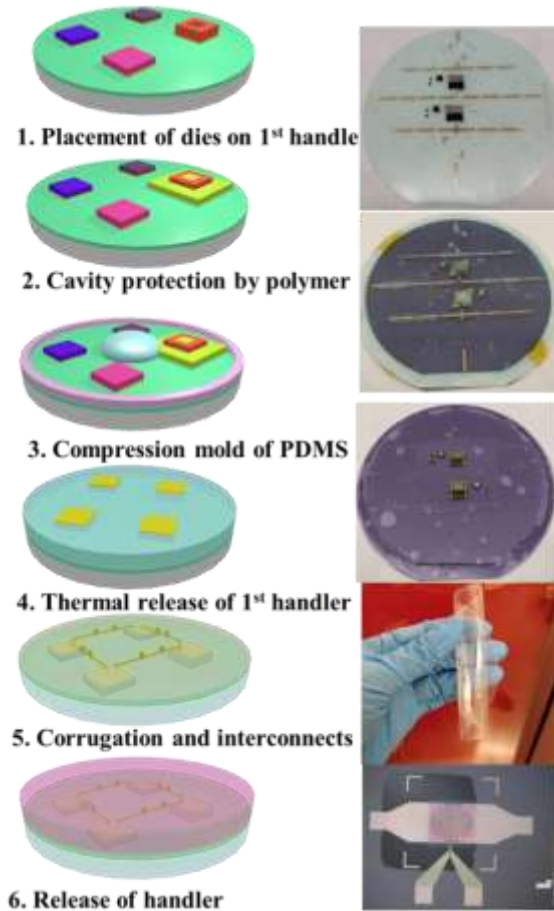 1. Placement of dies on 1st handle
2. Cavity protection by polymer
3. Compression mold of PDMS
4. Thermal release of 1st handler
5. Corrugation and interconnects
6. Release of handler